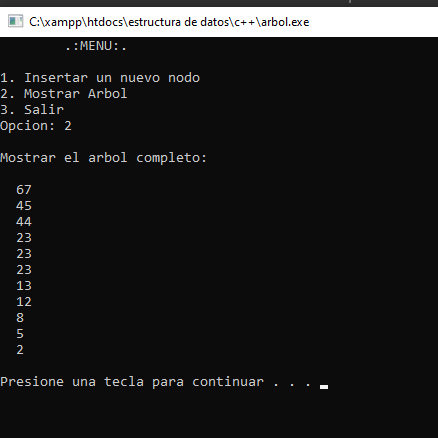 C:\xampp\htdocs\estructura de datos\c++\arbol.exe
.:MENU:.
1. Insertar un nuevo nodo
2. Mostrar Arbol
3. Salir
Opcion: 2
Mostrar el arbol completo:
67
45
44
23
23
23
13
12
8
5
2
Presione una tecla para continuar . . .